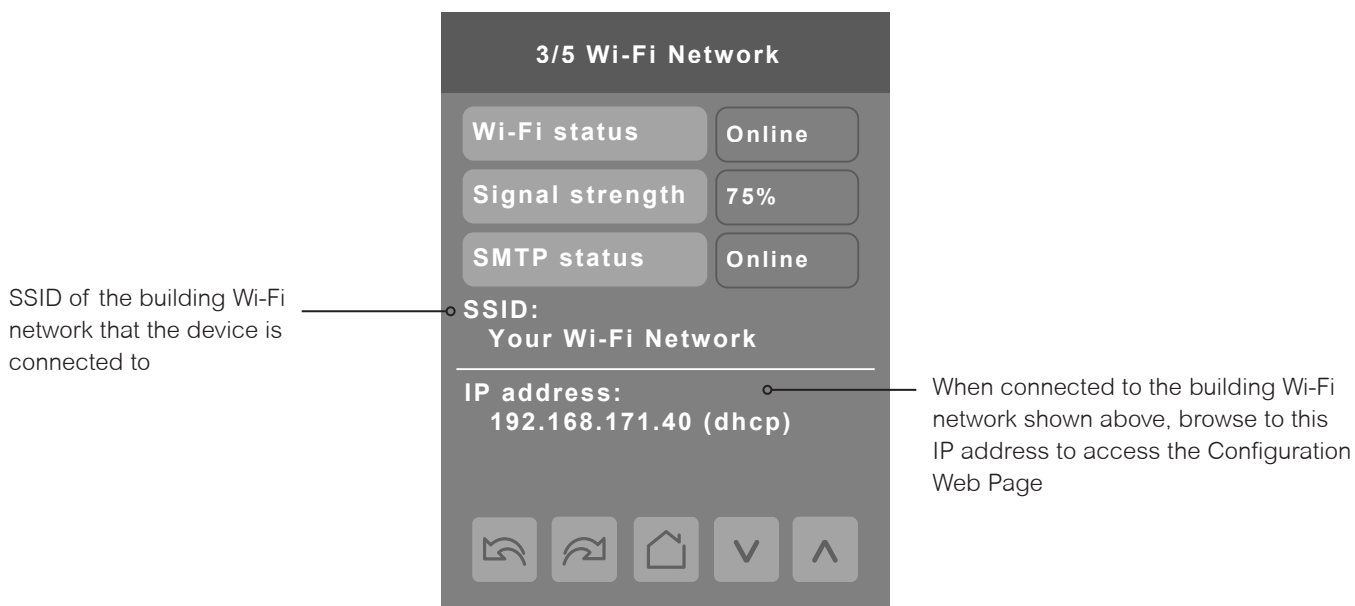 3/5 Wi-Fi Network
Wi-Fi status
Online
Signal strength
75%
SMTP status
Online
SSID:
Your Wi-Fi Network
IP address:
192.168.171.40 (dhcp)
SSID of the building Wi-Fi
network that the device is
connected to
When connected to the building Wi-Fi
network shown above, browse to this
IP address to access the Configuration
Web Page